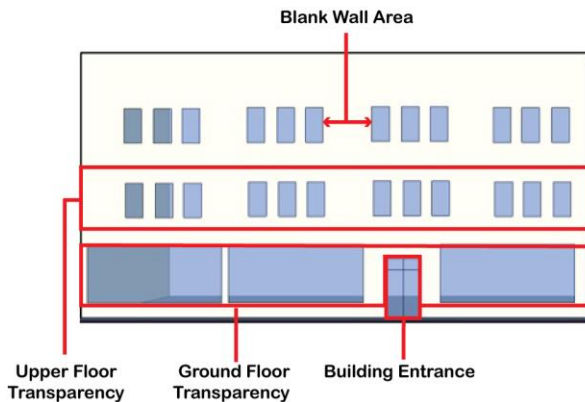 Blank Wall Area
Upper Floor
Transparency
Ground Floor
Transparency
Building Entrance